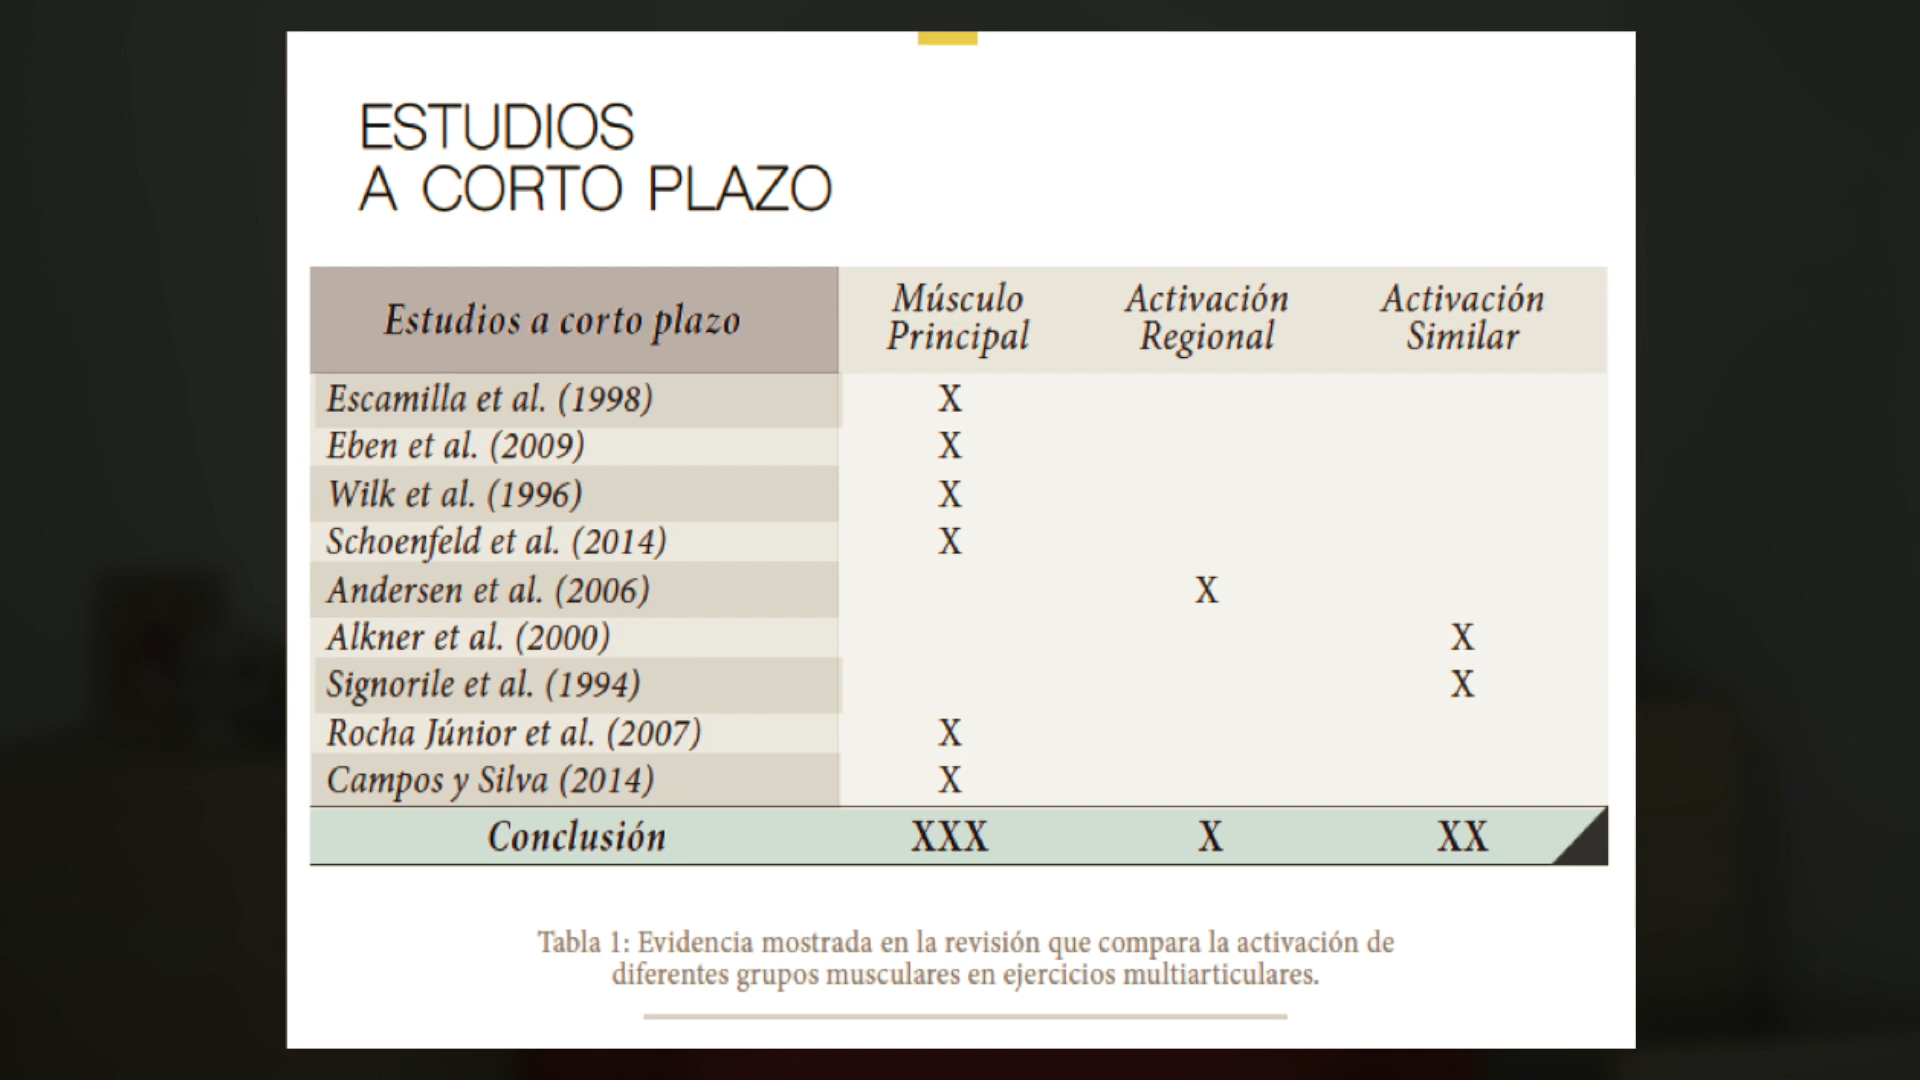 ESTUDIOS
A CORTO PLAZO
Estudios a corto plazo
Músculo
Principal
Activación
Regional
Activación
Similar
Escamilla et al. (1998) X
Eben et al. (2009) X
Wilk et al. (1996) X
Schoenfeld et al. (2014) X
Andersen et al. (2006) X
Alkner et al. (2000) X
Signorile et al. (1994) X
Rocha Júnior et al. (2007) X
Campos y Silva (2014) X
Conclusión XXX X XX
Tabla 1: Evidencia mostrada en la revisión que compara la activación de
diferentes grupos musculares en ejercicios multiarticulares.